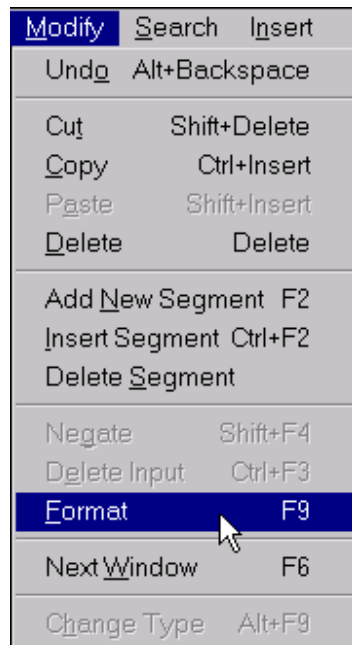 Modify Search Insert
Undo Alt+Backspace
Cut Shift+Delete
Copy Ctrl+Insert
Paste Shift+Insert
Delete Delete
Add New Segment F2
Insert Segment Ctrl+F2
Delete Segment
Negate Shift+F4
Delete Input Ctrl+F3
Format F9
Next Window F6
Change Type Alt+F9